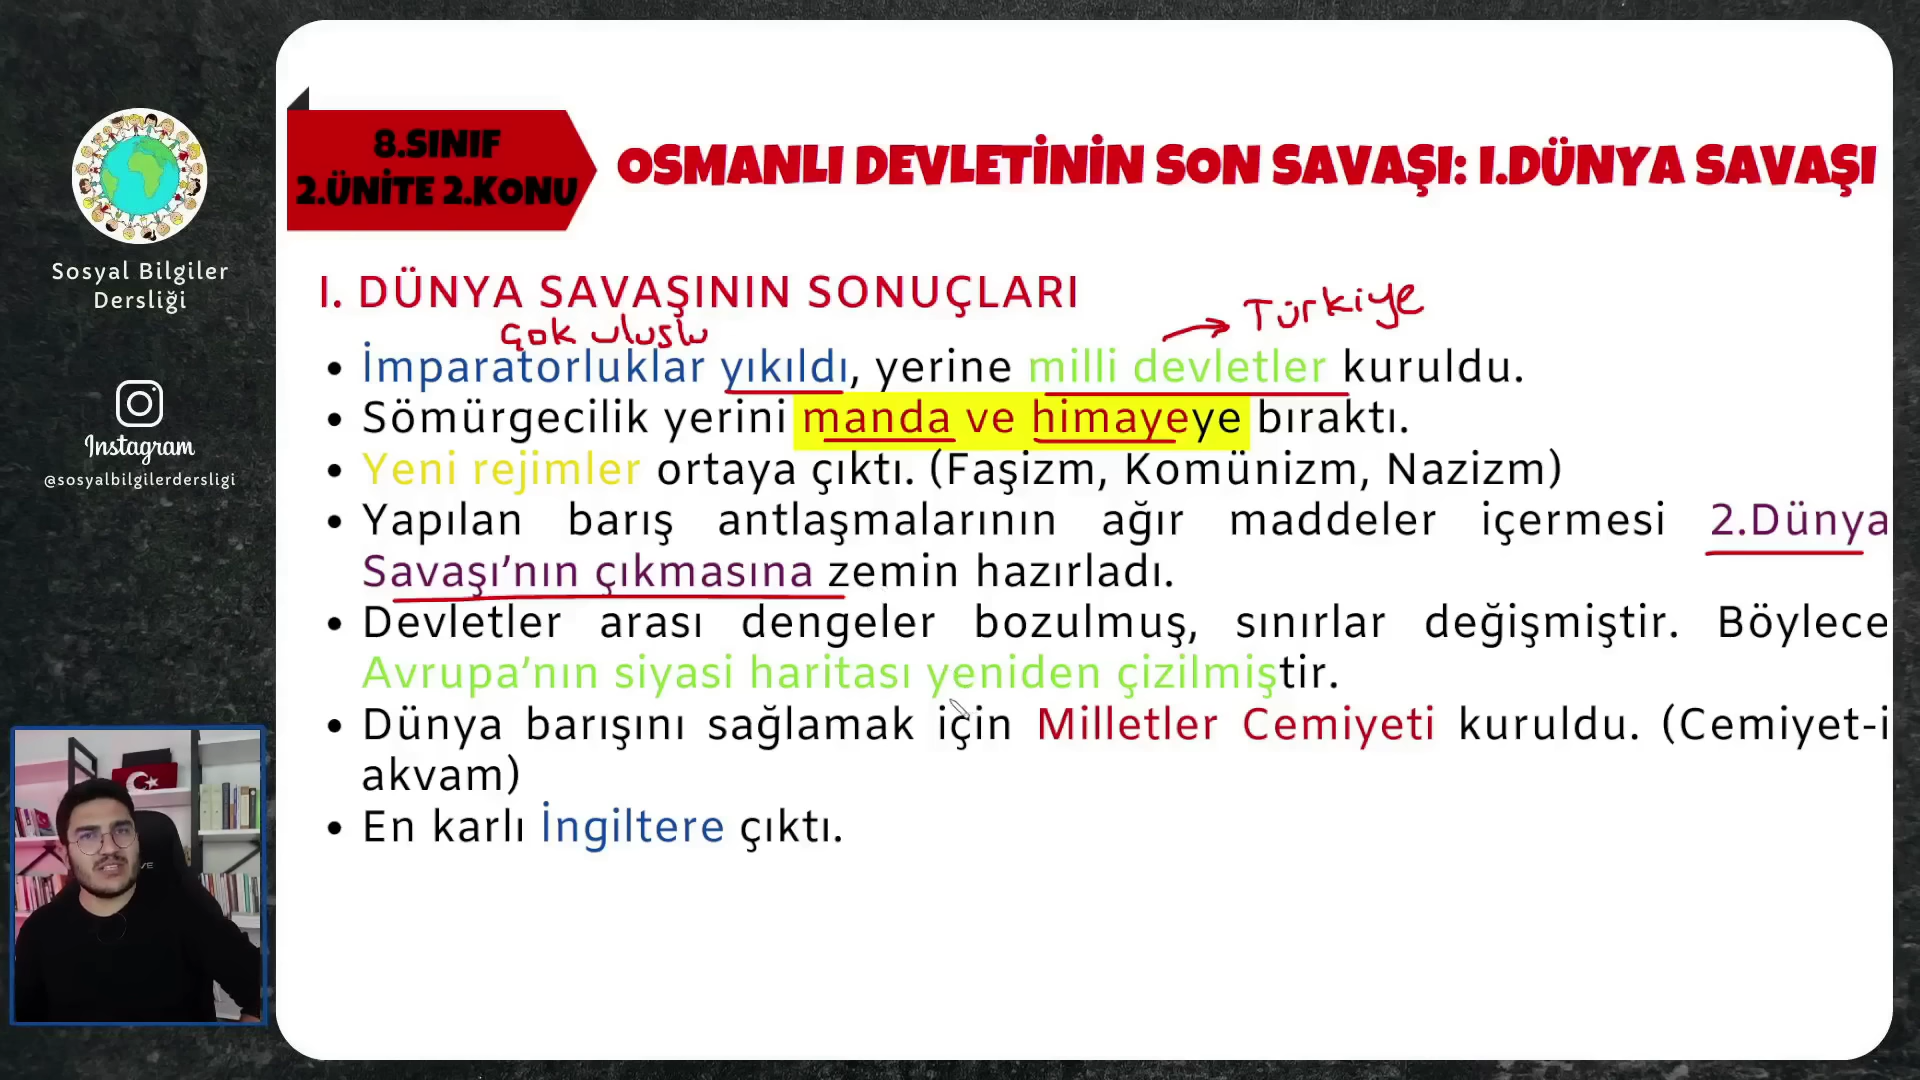 8.SINIF
2.ÜNİTE 2.KONU
OSMANLI DEVLETİNİN SON SAVAŞI: I.DÜNYA SAVAŞI
Sosyal Bilgiler
Dersliği
Instagram
@sosyalbilgilerdersligi
I. DÜNYA SAVAŞININ SONUÇLARI
Türkiye
çok uluslu
• İmparatorluklar yıkıldı, yerine milli devletler kuruldu.
• Sömürgecilik yerini manda ve himayeye bıraktı.
• Yeni rejimler ortaya çıktı. (Faşizm, Komünizm, Nazizm)
• Yapılan barış antlaşmalarının ağır maddeler içermesi 2.Dünya
Savaşı’nın çıkmasına zemin hazırladı.
• Devletler arası dengeler bozulmuş, sınırlar değişmiştir. Böylece
Avrupa’nın siyasi haritası yeniden çizilmiştir.
• Dünya barışını sağlamak için Milletler Cemiyeti kuruldu. (Cemiyet-i
akvam)
• En karlı İngiltere çıktı.